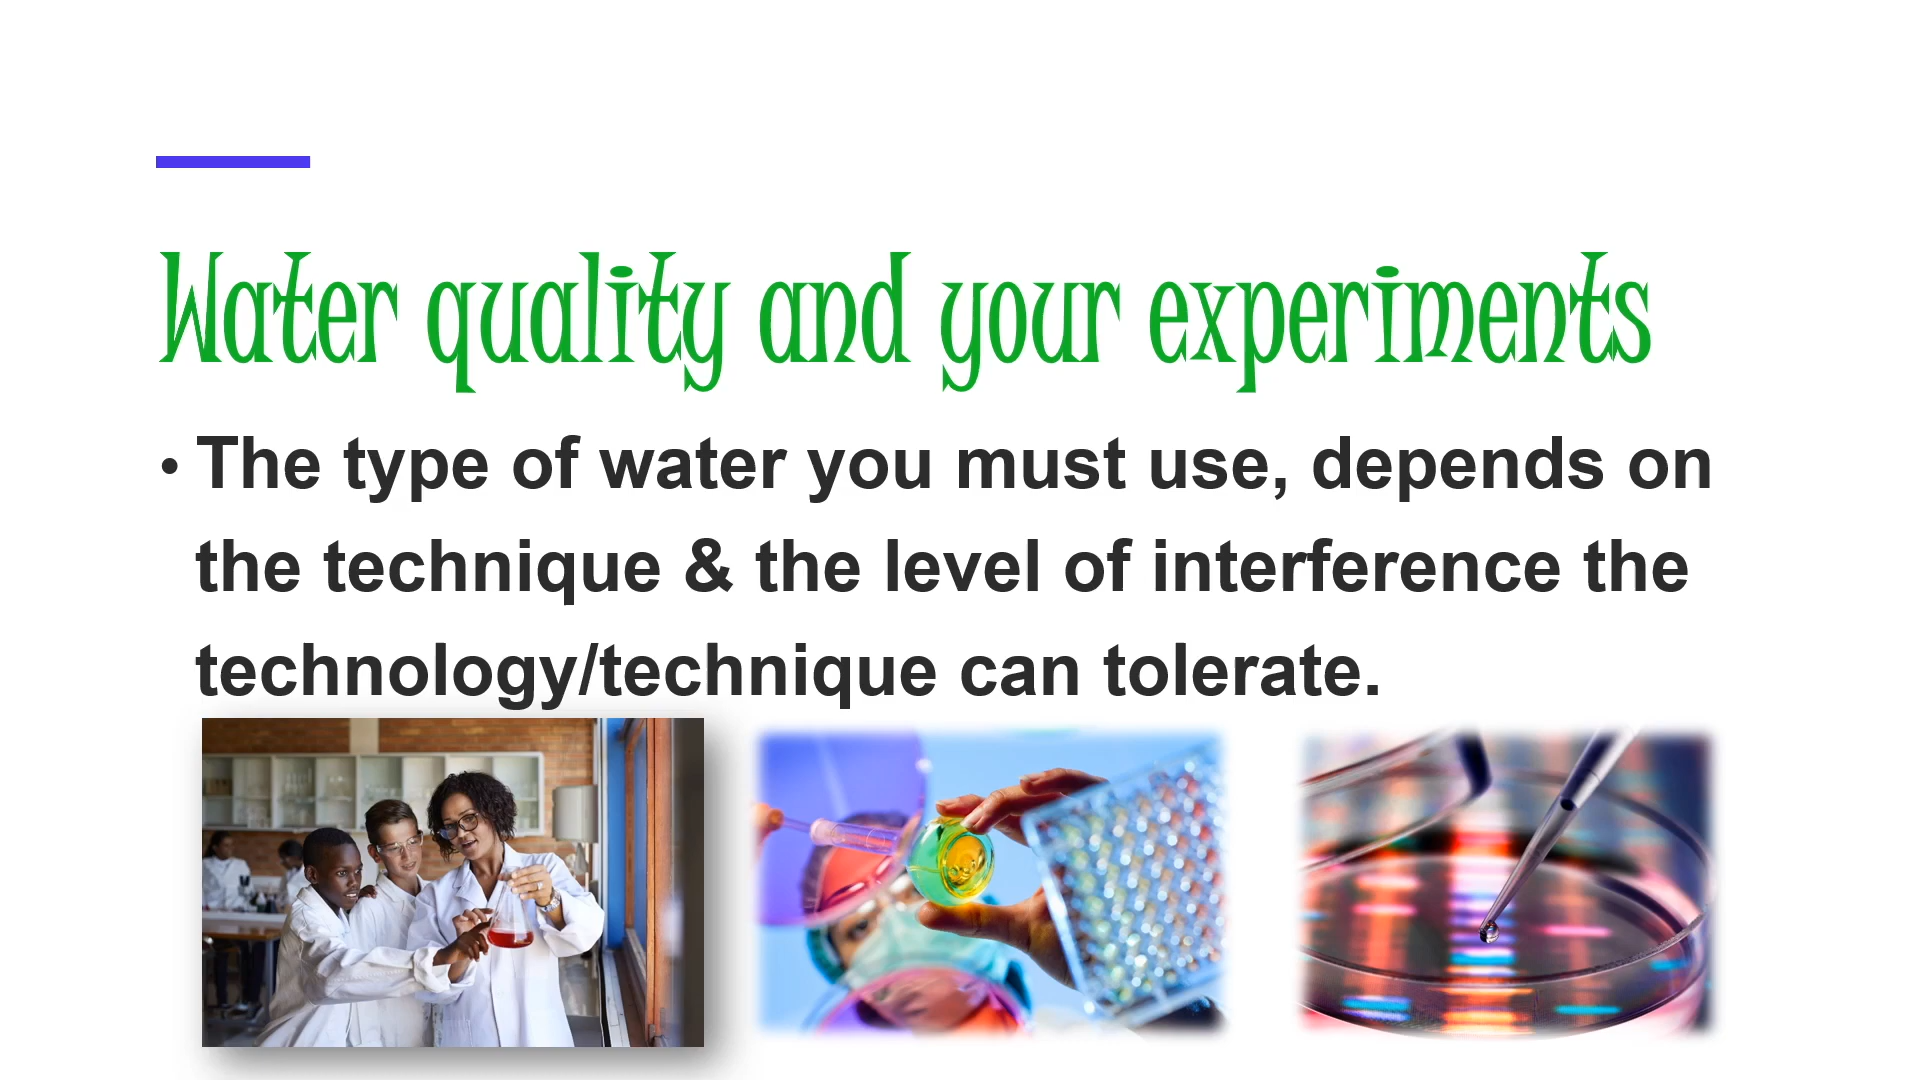 Water quality and your experiments
• The type of water you must use, depends on
the technique & the level of interference the
technology/technique can tolerate.